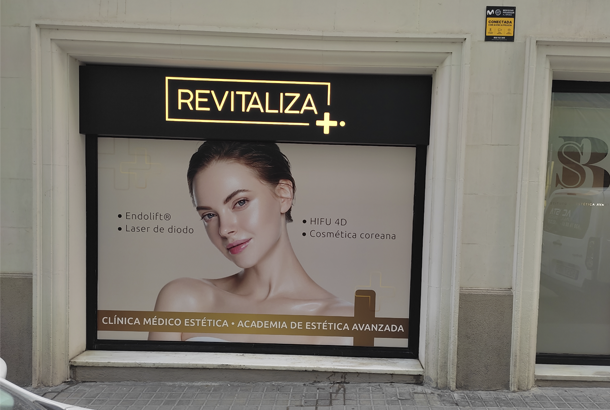 REVITALIZA
• Endolift®
• Laser de diodo
• HIFU 4D
• Cosmética coreana
CLÍNICA MÉDICO ESTÉTICA • ACADEMIA DE ESTÉTICA AVANZADA
CONECTADA